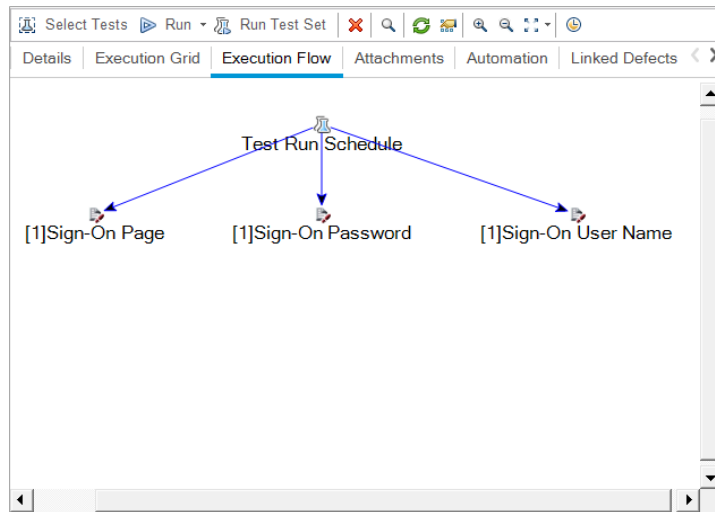 Select Tests Run Run Test Set
Details Execution Grid Execution Flow Attachments Automation Linked Defects
Test Run Schedule
[1]Sign-On Page [1]Sign-On Password [1]Sign-On User Name